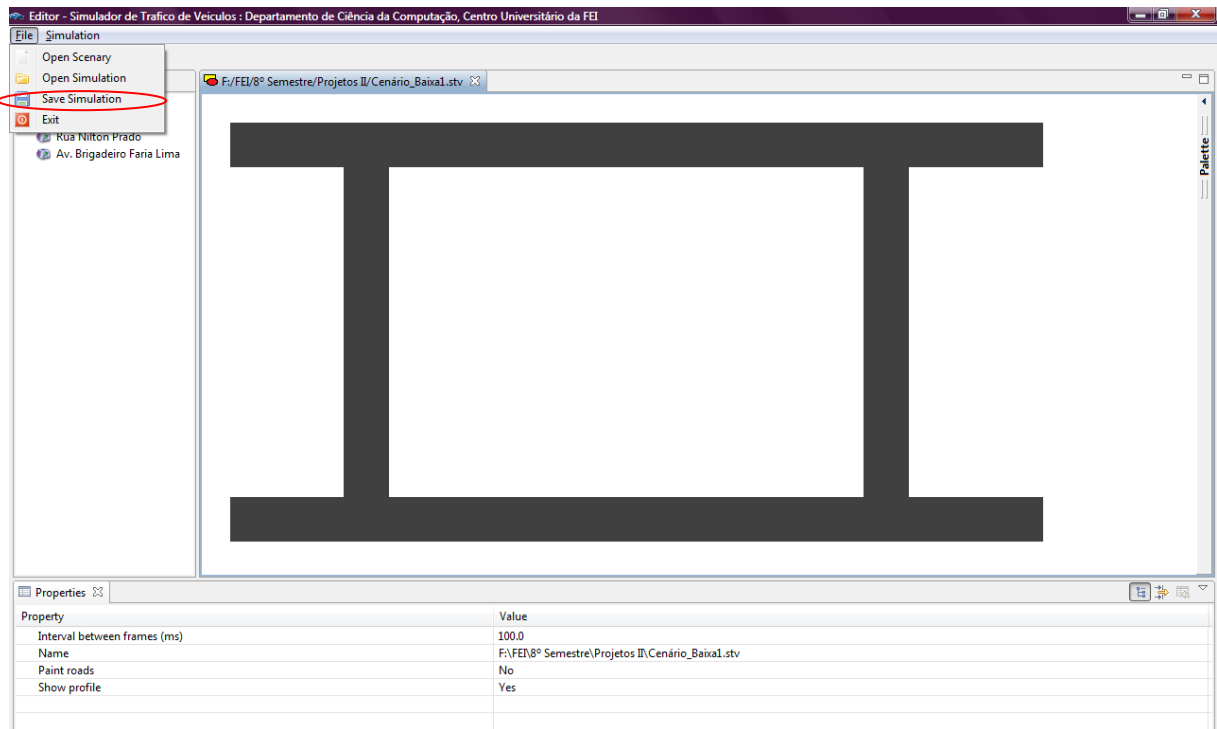 Editor - Simulador de Trafico de Veiculos : Departamento de Ciência da Computação, Centro Universitário da FEI
File Simulation
Open Scenary
Open Simulation
Save Simulation
Exit
F:/FEI/8º Semestre/Projetos II/Cenário_Baixa1.stv
Rua Nilton Prado
Av. Brigadeiro Faria Lima
Palette
Properties
Property Value
Interval between frames (ms) 100.0
Name F:\FEI\8º Semestre\Projetos II\Cenário_Baixa1.stv
Paint roads No
Show profile Yes